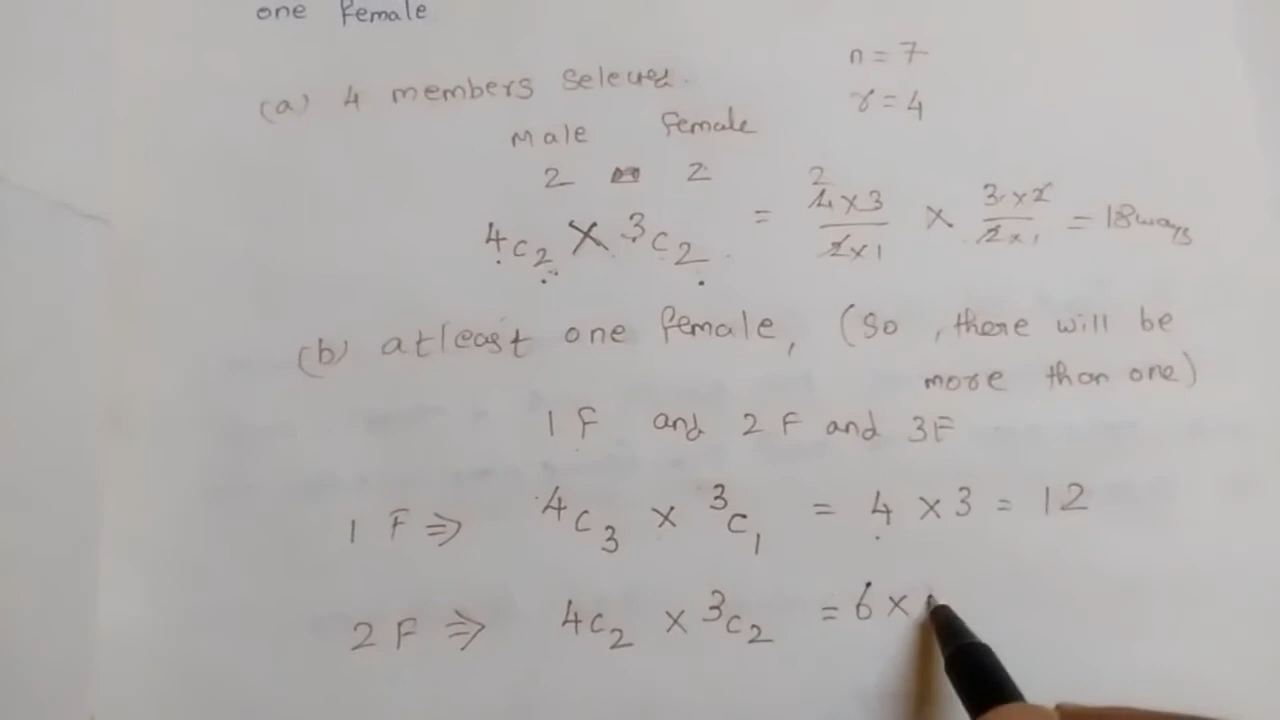 one female
(a) 4 members selected.
n = 7
r = 4
Male Female
2 2
4c2 × 3c2 = 2 4×3/2×1 × 3×2/2×1 = 18ways
(b) atleast one female, (so, there will be
more than one)
1 F and 2 F and 3F
1 F ⇒ 4c3 × 3c1 = 4 × 3 = 12
2 F ⇒ 4c2 × 3c2 = 6 ×